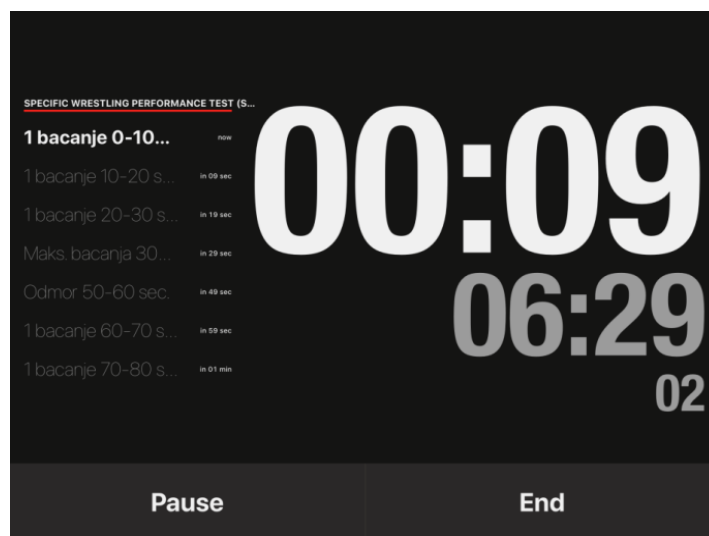 SPECIFIC WRESTLING PERFORMANCE TEST (S...
1 bacanje 0-10... now
1 bacanje 10-20 s... in 09 sec
1 bacanje 20-30 s... in 19 sec
Maks. bacanja 30... in 29 sec
Odmor 50-60 sec. in 49 sec
1 bacanje 60-70 s... in 59 sec
1 bacanje 70-80 s... in 01 min
00:09
06:29
02
Pause End